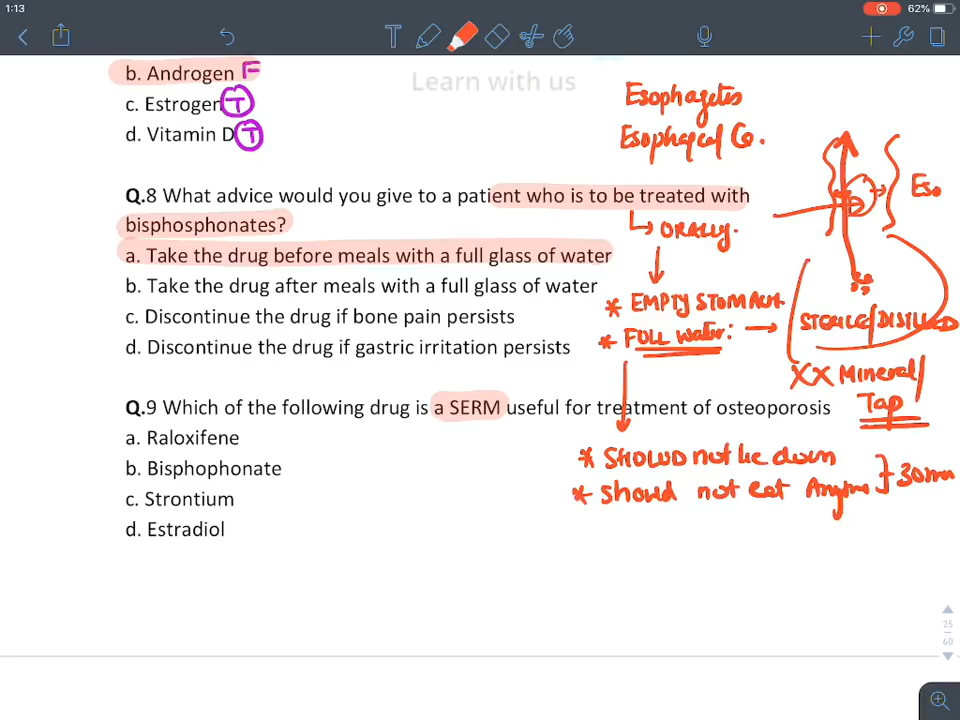 1:13
62%
T
b. Androgen F
Learn with us
c. Estrogen T
d. Vitamin D T
Esophagetes
Esophageal Ca.
Q.8 What advice would you give to a patient who is to be treated with
bisphosphonates?
Eso
ORALLY.
a. Take the drug before meals with a full glass of water
b. Take the drug after meals with a full glass of water
* EMPTY STOMACH.
c. Discontinue the drug if bone pain persists
* FULL water:
STERILE/DISTILLED
d. Discontinue the drug if gastric irritation persists
XX Mineral/
Tap
Q.9 Which of the following drug is a SERM useful for treatment of osteoporosis
a. Raloxifene
* SHOULD not lie down
b. Bisphophonate
* Should not eat
30min
c. Strontium
d. Estradiol
25
60